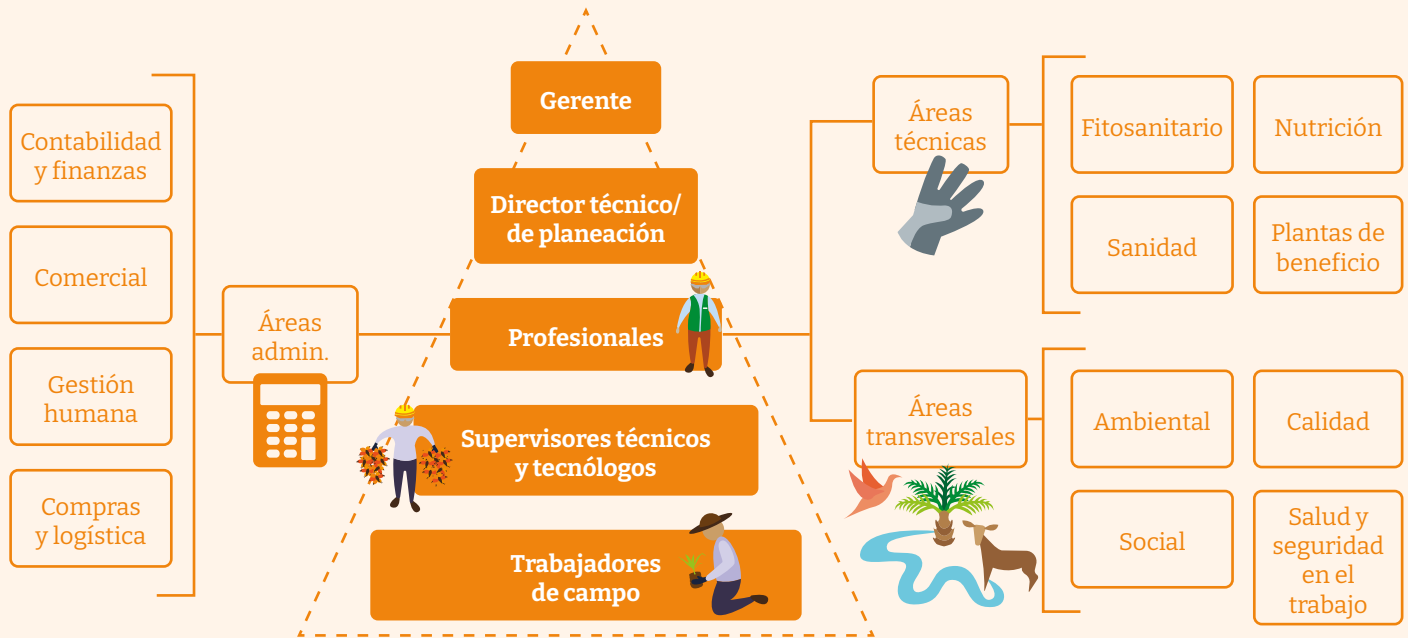 Gerente
Director técnico/
de planeación
Profesionales
Supervisores técnicos
y tecnólogos
Trabajadores
de campo
Áreas
admin.
Contabilidad
y finanzas
Comercial
Gestión
humana
Compras
y logística
Áreas
técnicas
Fitosanitario
Nutrición
Sanidad
Plantas de
beneficio
Áreas
transversales
Ambiental
Calidad
Social
Salud y
seguridad
en el
trabajo